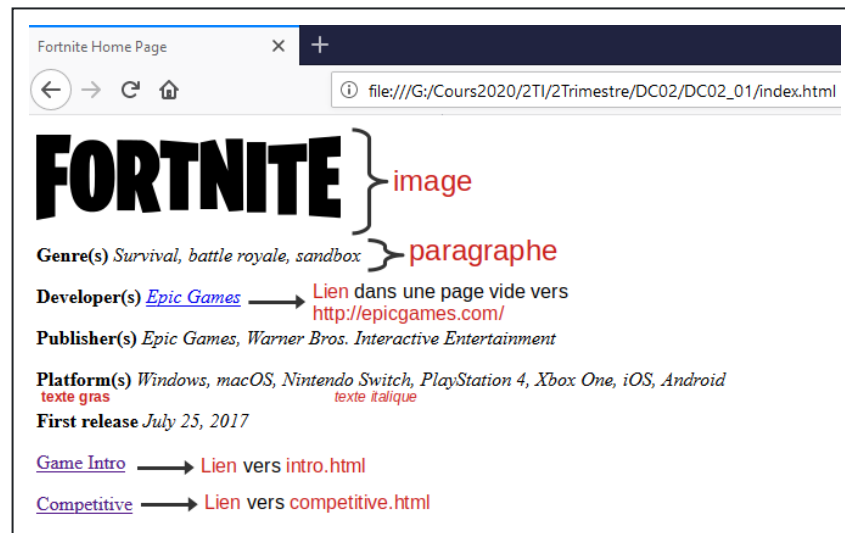 Fortnite Home Page
file:///G:/Cours2020/2TI/2Trimestre/DC02/DC02_01/index.html
FORTNITE
image
Genre(s) Survival, battle royale, sandbox
paragraphe
Developer(s) Epic Games
Lien dans une page vide vers
http://epicgames.com/
Publisher(s) Epic Games, Warner Bros. Interactive Entertainment
Platform(s) Windows, macOS, Nintendo Switch, PlayStation 4, Xbox One, iOS, Android
texte gras texte italique
First release July 25, 2017
Game Intro
Lien vers intro.html
Competitive
Lien vers competitive.html